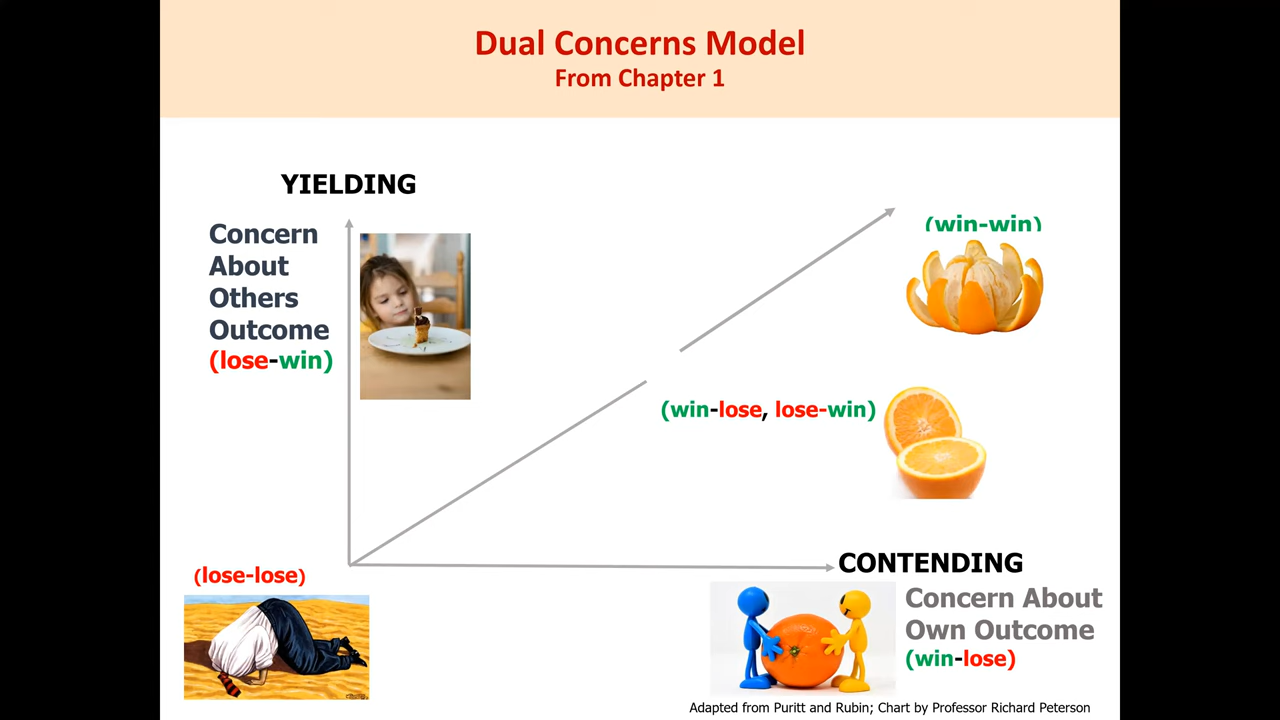 Dual Concerns Model
From Chapter 1
YIELDING
Concern
About
Others
Outcome
(lose-win)
(win-win)
(win-lose, lose-win)
(lose-lose)
CONTENDING
Concern About
Own Outcome
(win-lose)
Adapted from Puritt and Rubin; Chart by Professor Richard Peterson